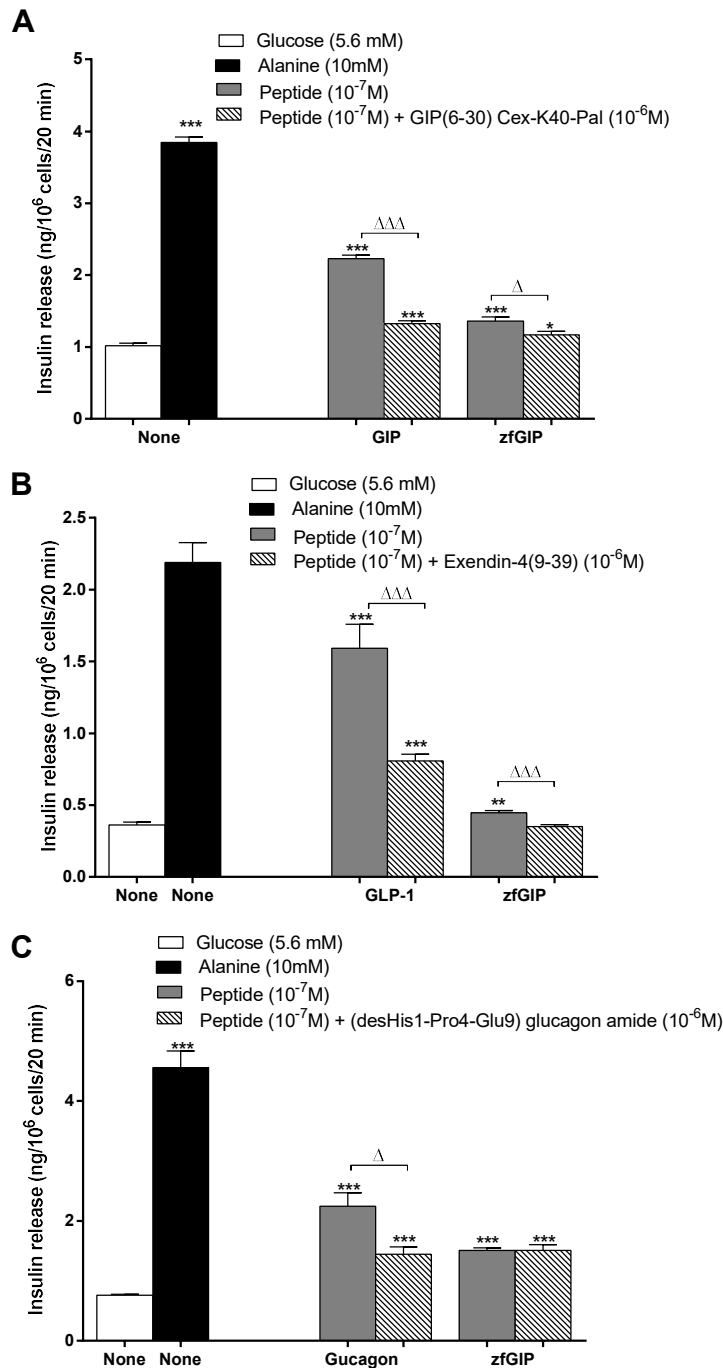 A
Glucose (5.6 mM)
Alanine (10mM)
Peptide (10⁻⁷M)
Peptide (10⁻⁷M) + GIP(6-30) Cex-K40-Pal (10⁻⁶M)
Insulin release (ng/10⁶ cells/20 min)
5
4
3
2
1
0
***
***
ΔΔΔ
***
***
Δ
*
None GIP zfGIP
B
Glucose (5.6 mM)
Alanine (10mM)
Peptide (10⁻⁷M)
Peptide (10⁻⁷M) + Exendin-4(9-39) (10⁻⁶M)
Insulin release (ng/10⁶ cells/20 min)
2.5
2.0
1.5
1.0
0.5
0.0
***
ΔΔΔ
***
**
ΔΔΔ
None None GLP-1 zfGIP
C
Glucose (5.6 mM)
Alanine (10mM)
Peptide (10⁻⁷M)
Peptide (10⁻⁷M) + (desHis1-Pro4-Glu9) glucagon amide (10⁻⁶M)
Insulin release (ng/10⁶ cells/20 min)
6
4
2
0
***
***
Δ
***
***
***
None None Gucagon zfGIP